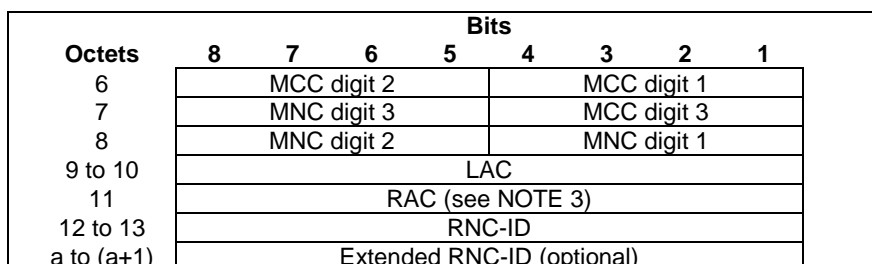 Bits
Octets 8 7 6 5 4 3 2 1
6 MCC digit 2 MCC digit 1
7 MNC digit 3 MCC digit 3
8 MNC digit 2 MNC digit 1
9 to 10 LAC
11 RAC (see NOTE 3)
12 to 13 RNC-ID
a to (a+1) Extended RNC-ID (optional)